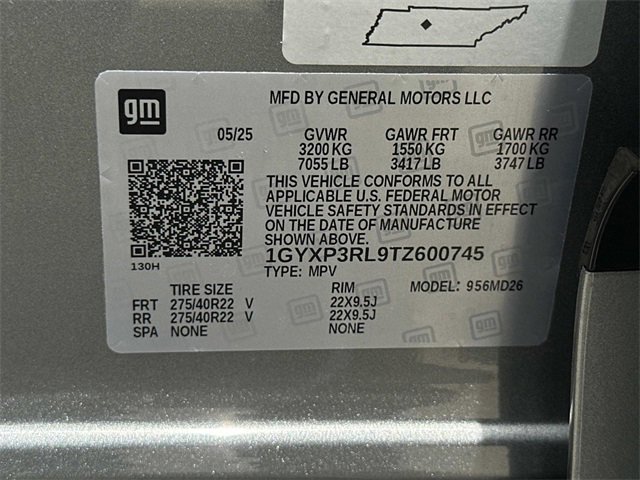 gm
MFD BY GENERAL MOTORS LLC
05/25 GVWR GAWR FRT GAWR RR
3200 KG 1550 KG 1700 KG
7055 LB 3417 LB 3747 LB
THIS VEHICLE CONFORMS TO ALL
APPLICABLE U.S. FEDERAL MOTOR
VEHICLE SAFETY STANDARDS IN EFFECT
ON THE DATE OF MANUFACTURE
SHOWN ABOVE.
130H
1GYXP3RL9TZ600745
TYPE: MPV
TIRE SIZE RIM MODEL: 956MD26
FRT 275/40R22 V 22X9.5J
RR 275/40R22 V 22X9.5J
SPA NONE NONE